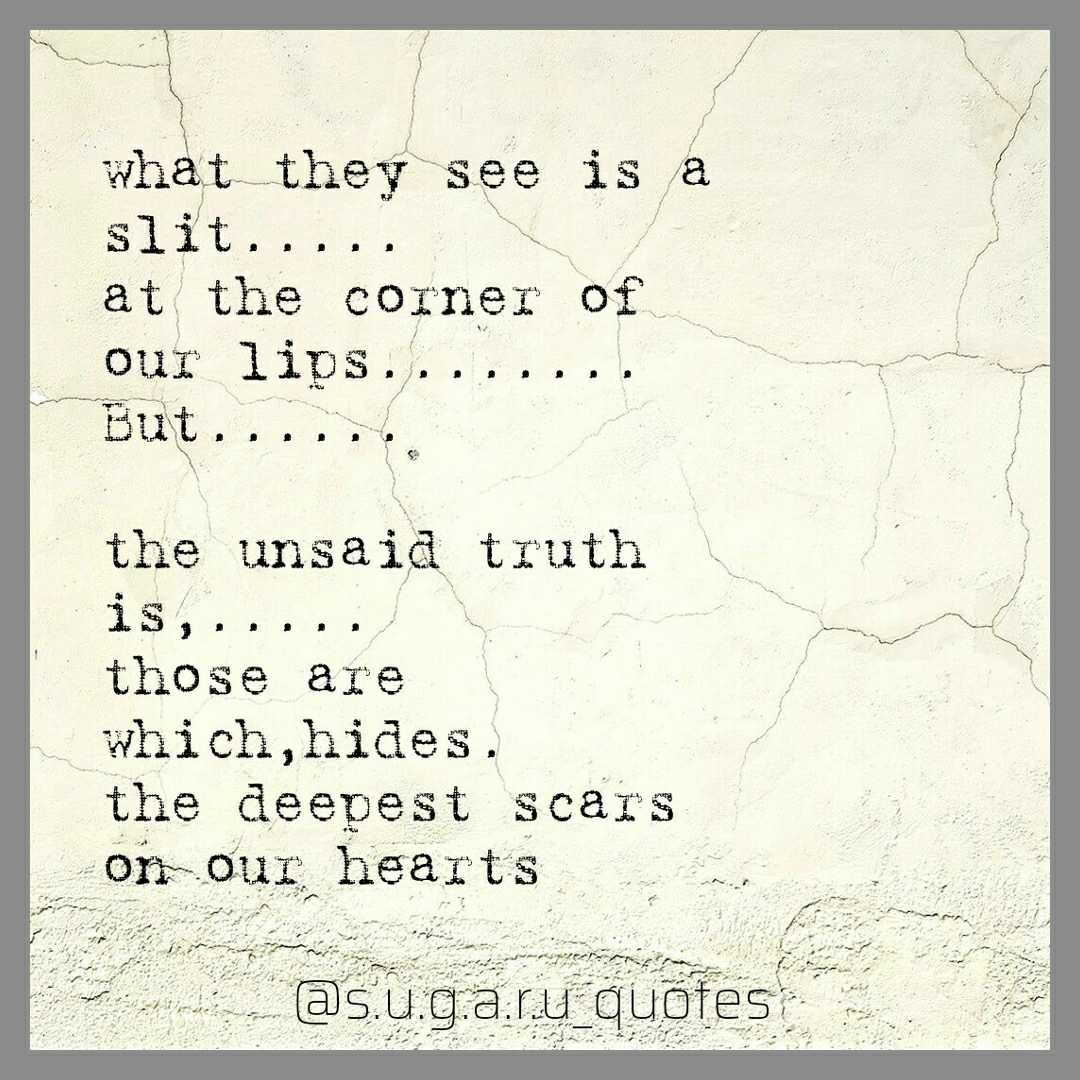 what they see is a
slit.....
at the corner of
our lips........
But......
the unsaid truth
is,.....
those are
which,hides.
the deepest scars
on our hearts
@s.u.g.a.r.u_quotes